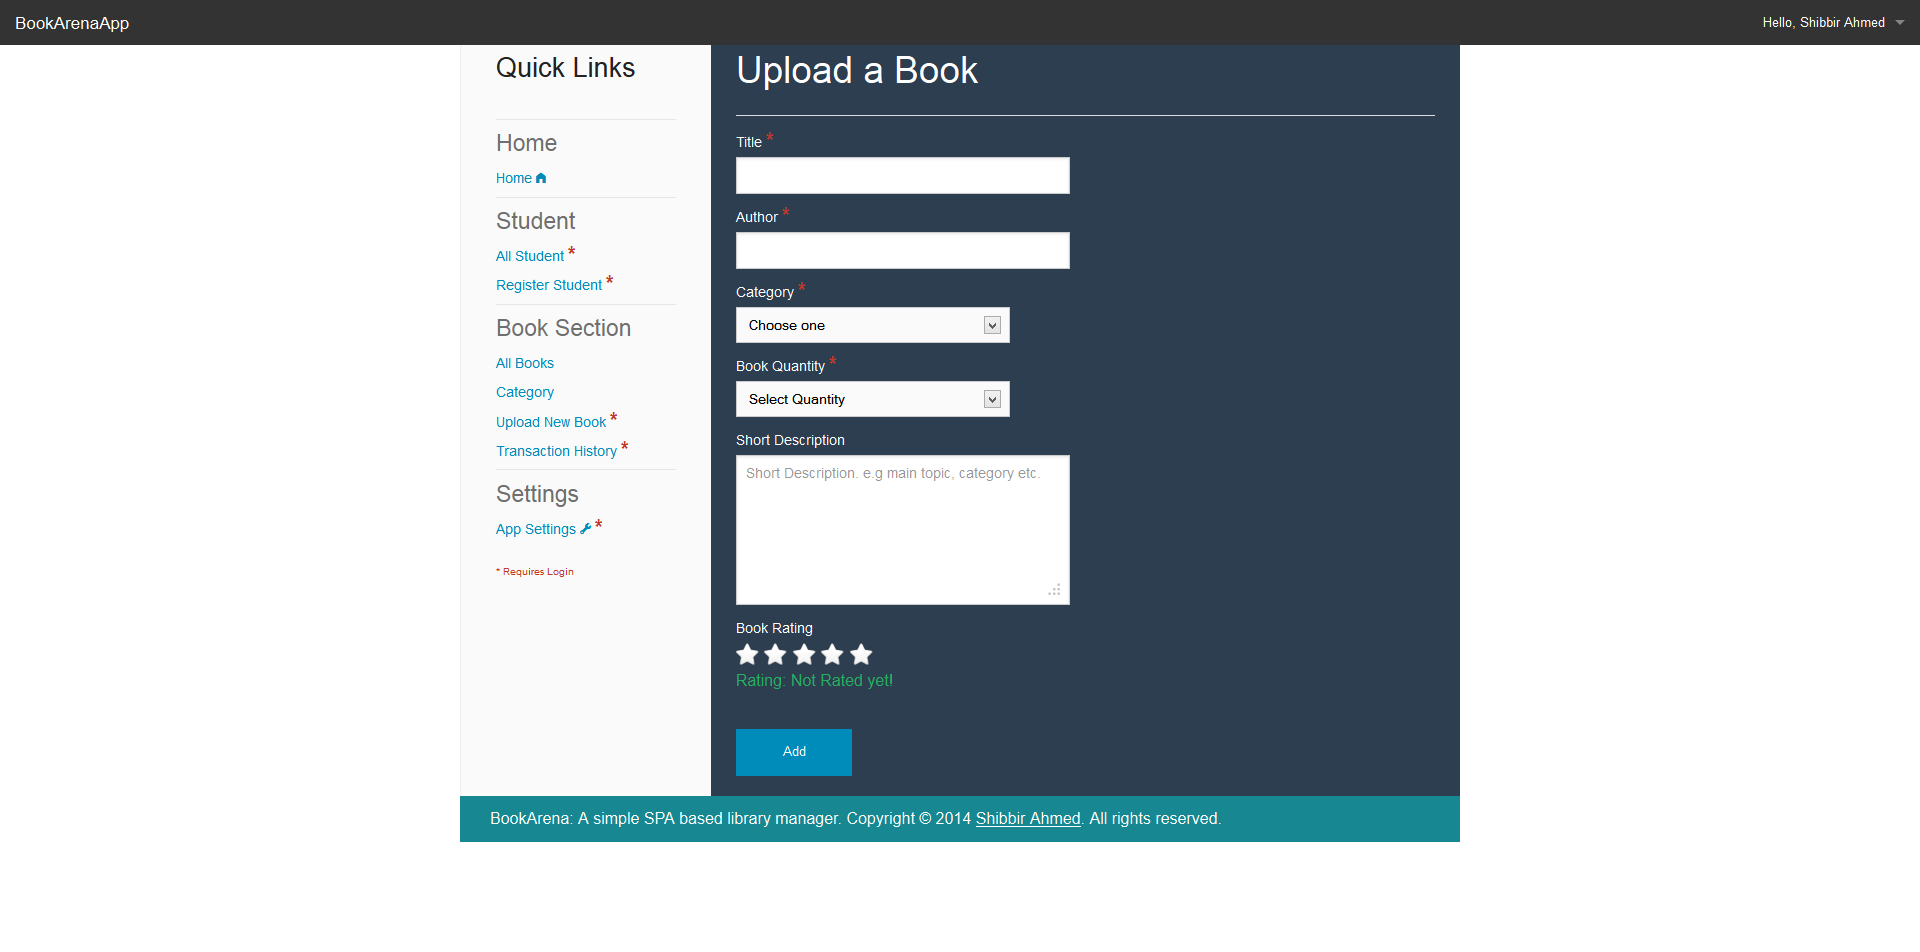 BookArenaApp
Hello, Shibbir Ahmed
Quick Links
Home
Home
Student
All Student *
Register Student *
Book Section
All Books
Category
Upload New Book *
Transaction History *
Settings
App Settings *
* Requires Login
Upload a Book
Title *
Author *
Category *
Choose one
Book Quantity *
Select Quantity
Short Description
Short Description. e.g main topic, category etc.
Book Rating
Rating: Not Rated yet!
Add
BookArena: A simple SPA based library manager. Copyright © 2014 Shibbir Ahmed. All rights reserved.